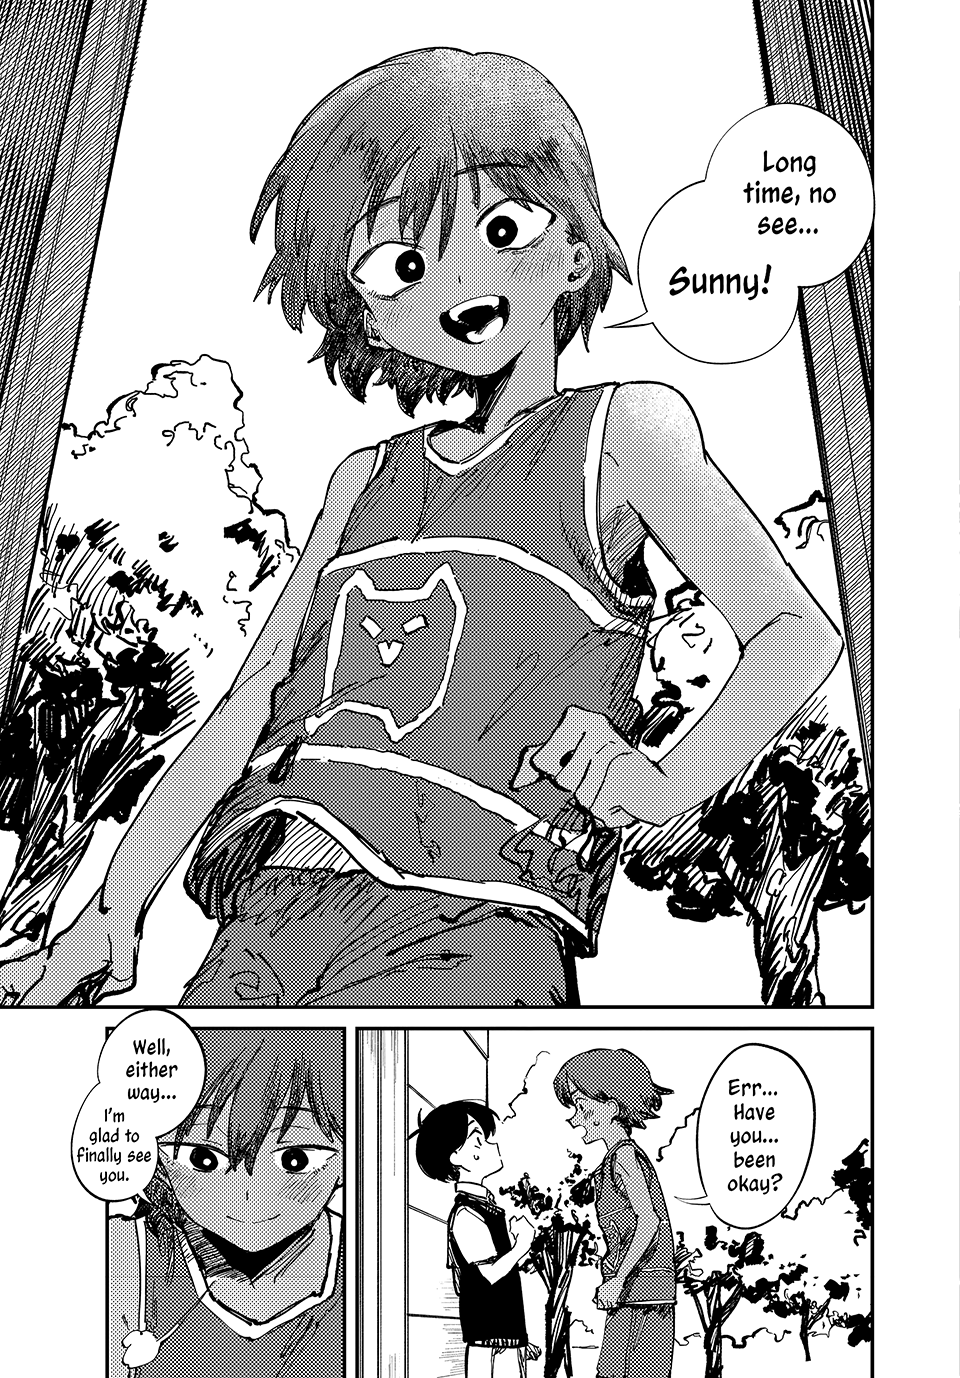 Long
time, no
see...
Sunny!
Err...
Have
you...
been
okay?
Well,
either
way...
I'm
glad to
finally see
you.